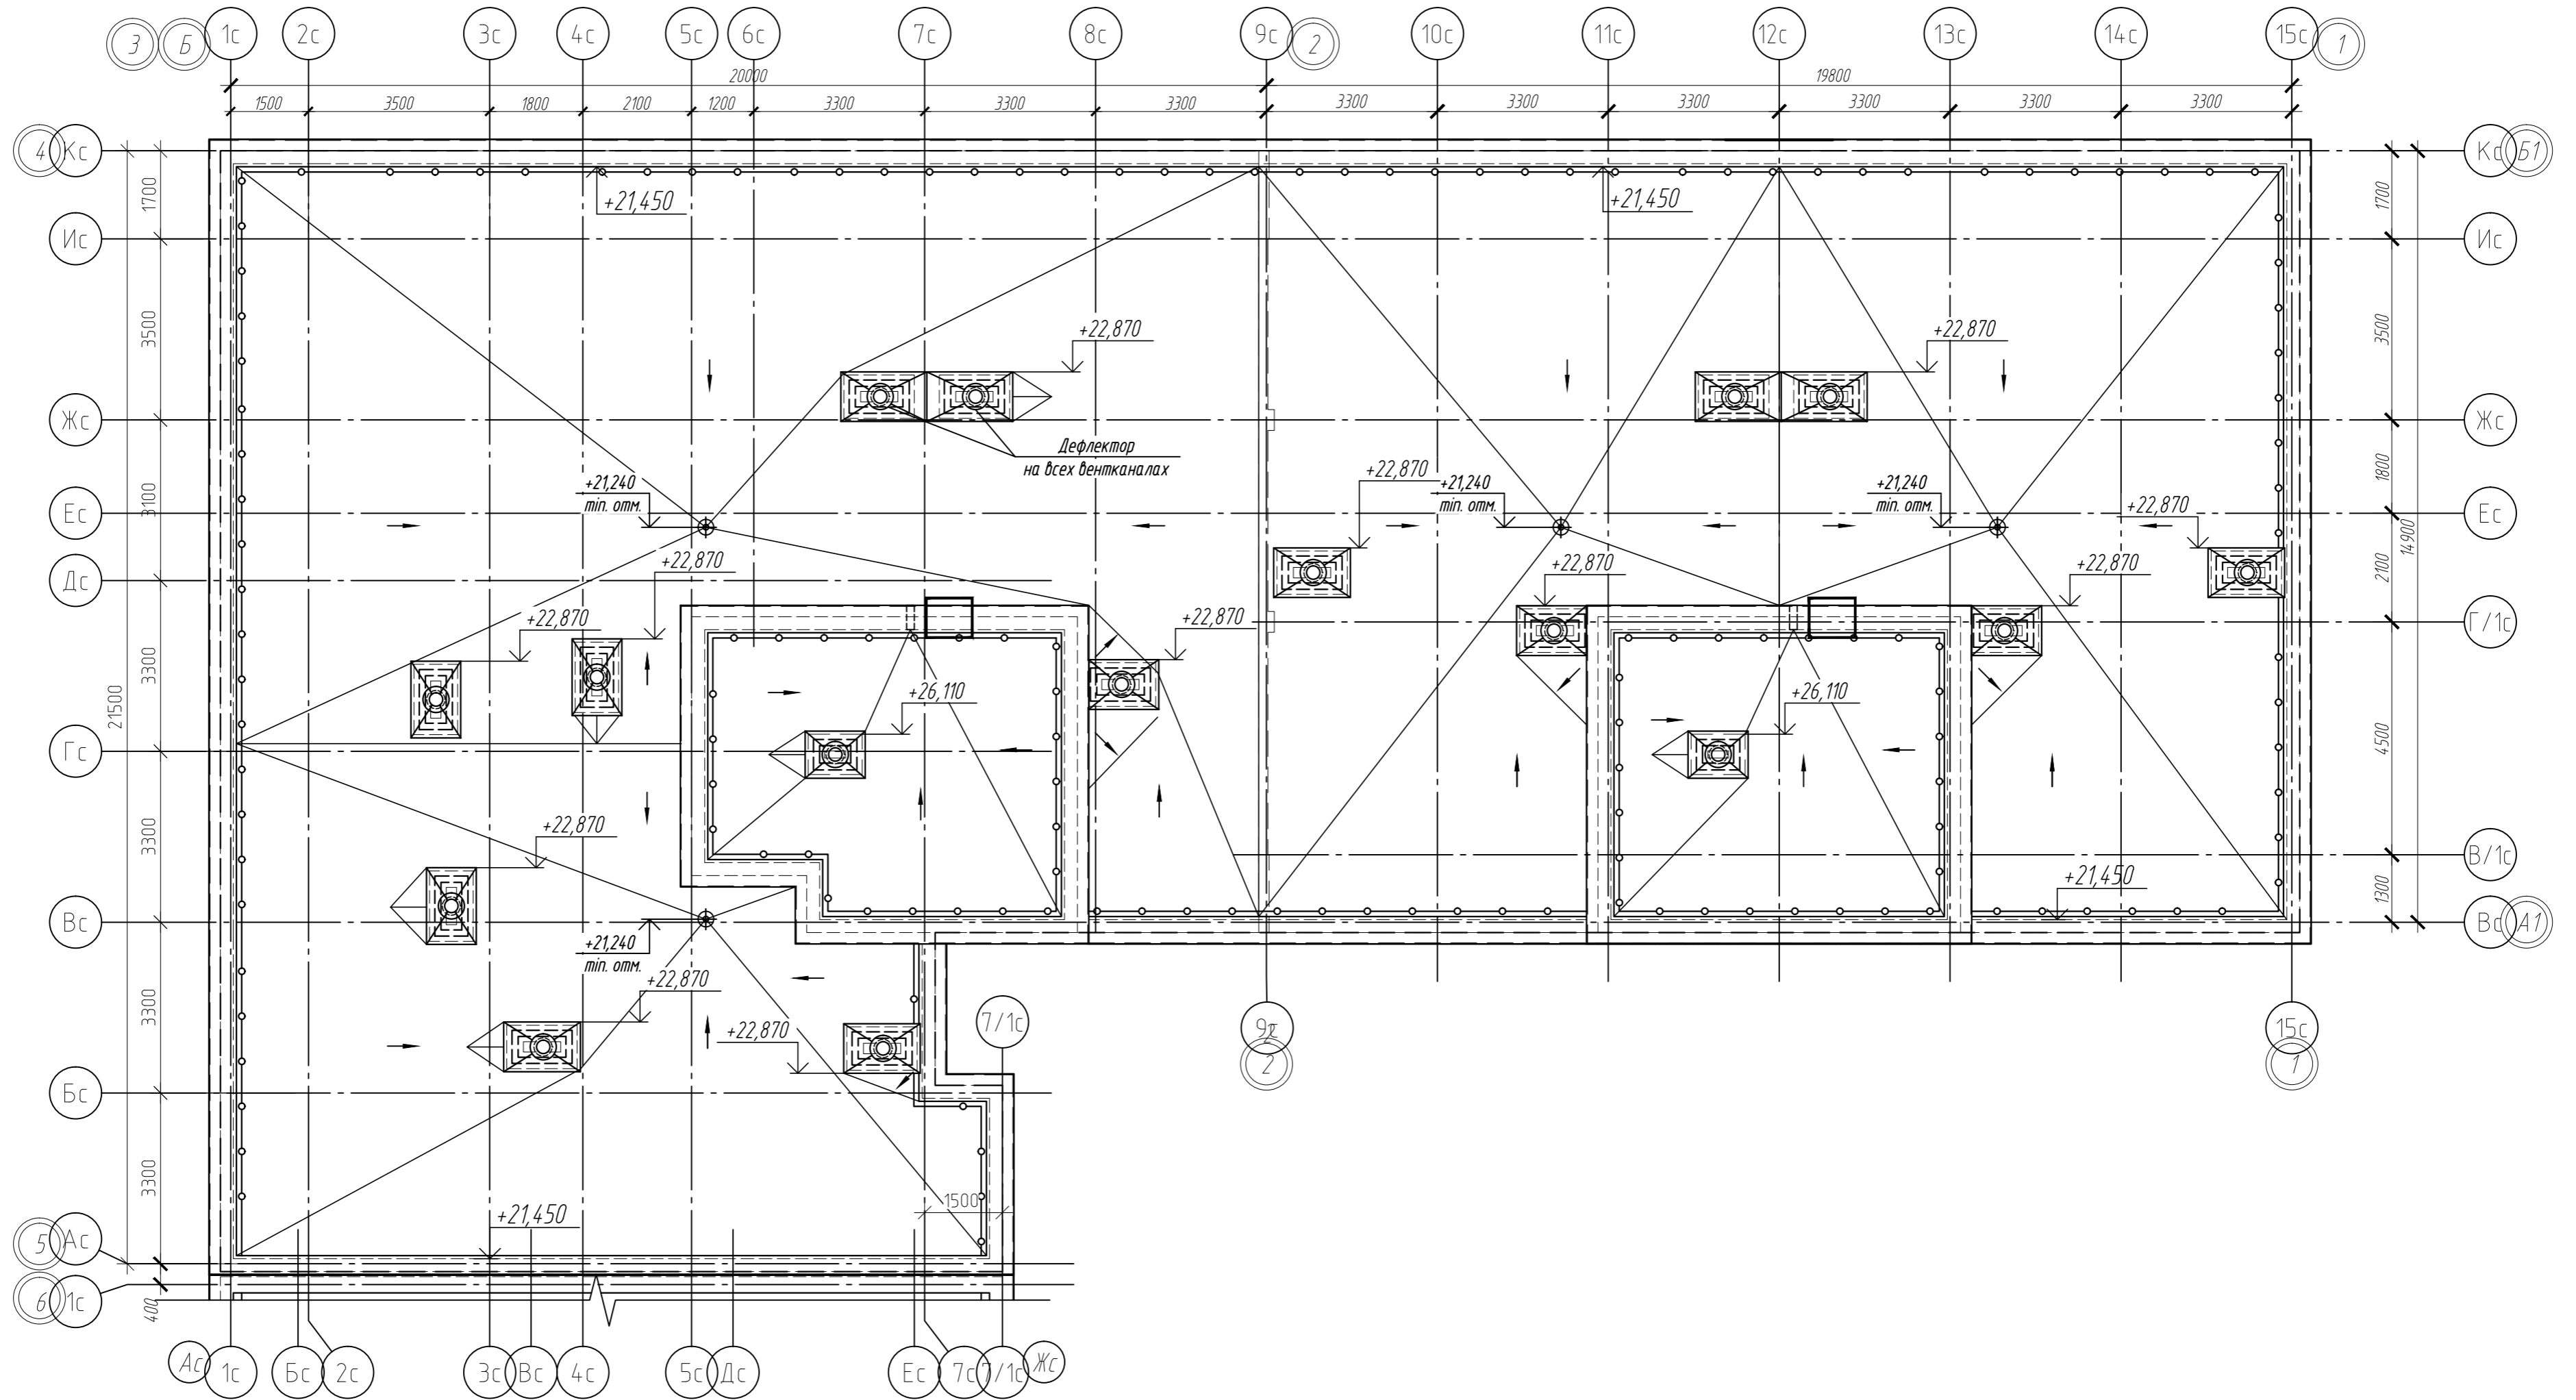 3 Б 1с 2с 3с 4с 5с 6с 7с 8с 9с 2 10с 11с 12с 13с 14с 15с 1
20000 19800
1500 3500 1800 2100 1200 3300 3300 3300 3300 3300 3300 3300 3300 3300
4 Кс Кс Б1
1700 +21,450 +21,450 1700
Ис Ис
3500 +22,870 +22,870 3500
Жс Жс
Дефлектор
на всех вентканалах
3100 +21,240 +22,870 +21,240 +21,240 +22,870 1800
min. отм. min. отм. min. отм.
Ес Ес
14900
Дс +22,870 +22,870 +22,870 2100
+22,870 +22,870 Г/1с
3300
21500 +26,110 +26,110
Гс 4500
3300 +22,870
В/1с
+21,450 1300
Вс Вс А1
+21,240
min. отм.
+22,870
3300 +22,870 7/1с 9с 2 15с
2 1
Бс
3300 1500
5 Ас +21,450
6 1с 400
Ас 1с Бс 2с 3с Вс 4с 5с Дс Ес 7с 7/1с Жс